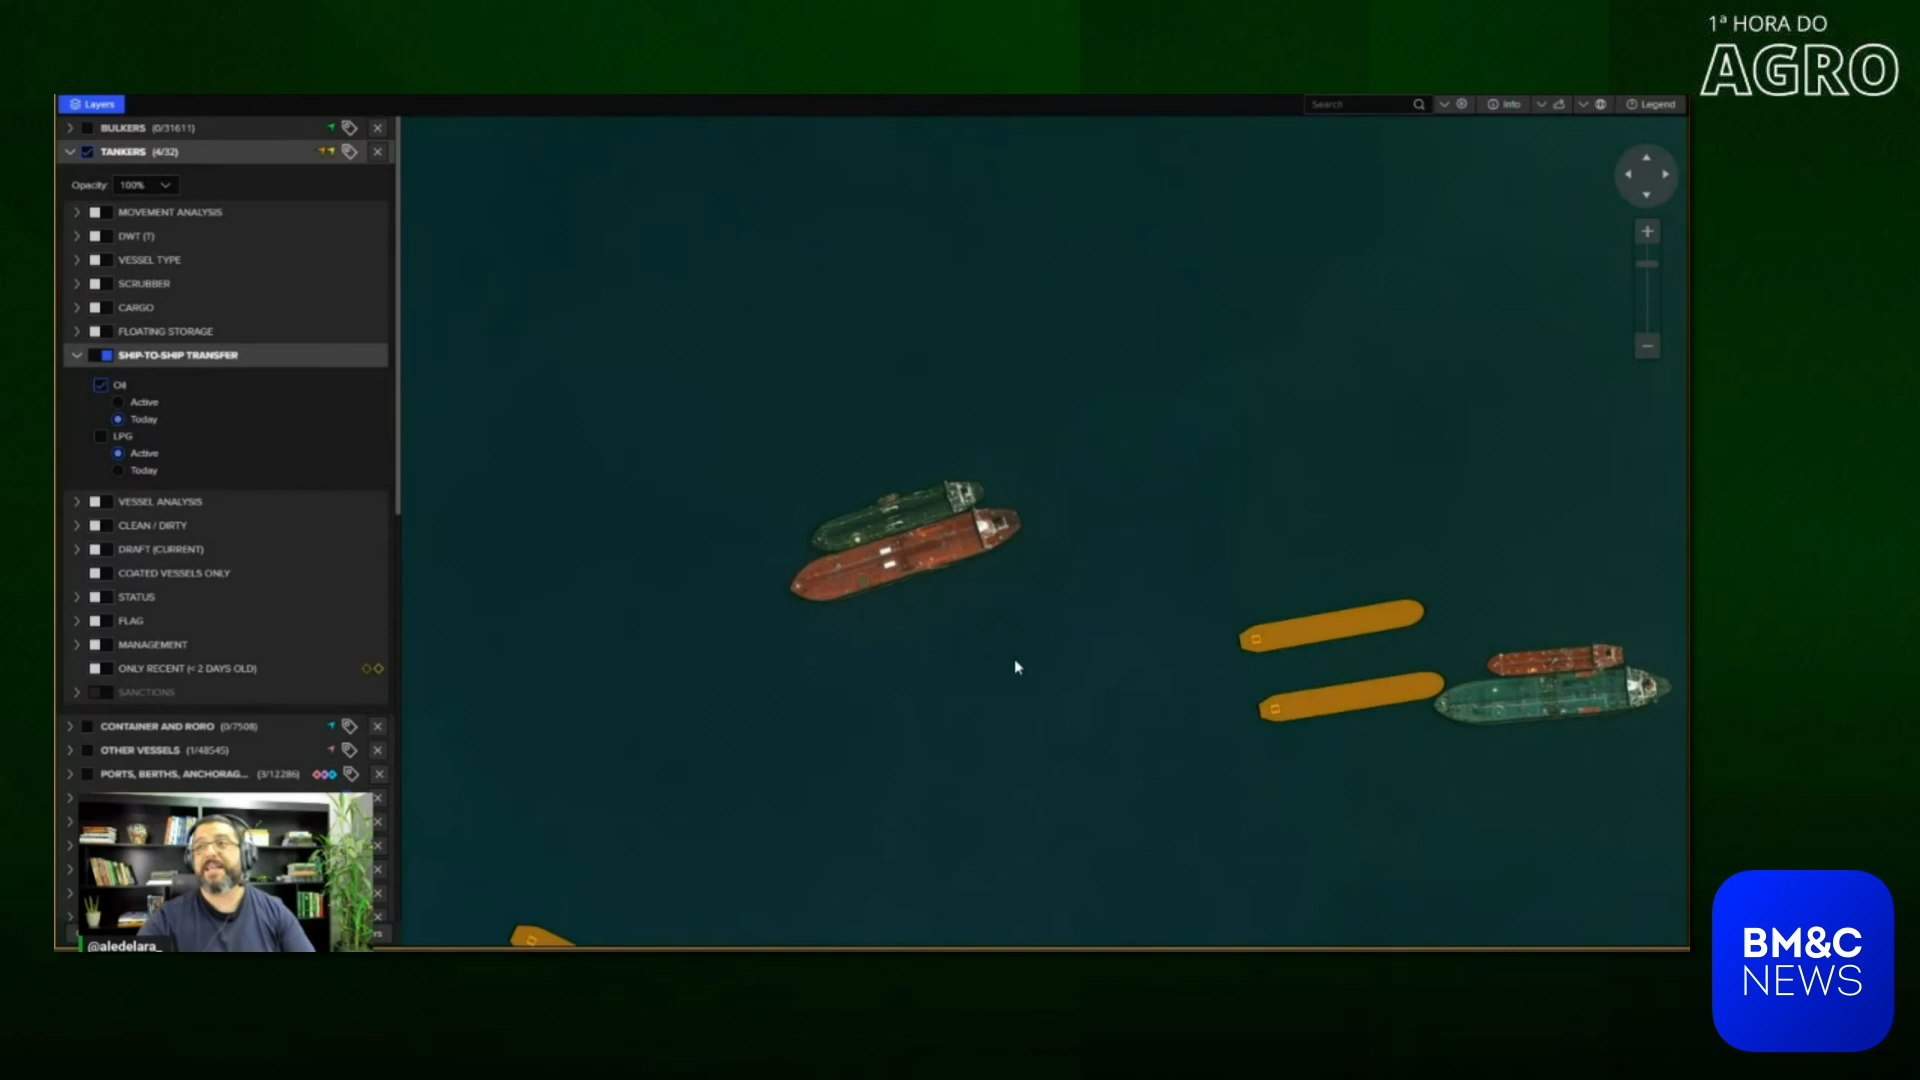 1ª HORA DO
AGRO
Layers
Search
Info
Legend
BULKERS (0/31611)
TANKERS (4/32)
Opacity: 100%
MOVEMENT ANALYSIS
DWT (T)
VESSEL TYPE
SCRUBBER
CARGO
FLOATING STORAGE
SHIP-TO-SHIP TRANSFER
Oil
Active
Today
LPG
Active
Today
VESSEL ANALYSIS
CLEAN / DIRTY
DRAFT (CURRENT)
COATED VESSELS ONLY
STATUS
FLAG
MANAGEMENT
ONLY RECENT (< 2 DAYS OLD)
SANCTIONS
CONTAINER AND RORO (0/7508)
OTHER VESSELS (1/48545)
PORTS, BERTHS, ANCHORAG... (3/12286)
@aledelara_
BM&C
NEWS